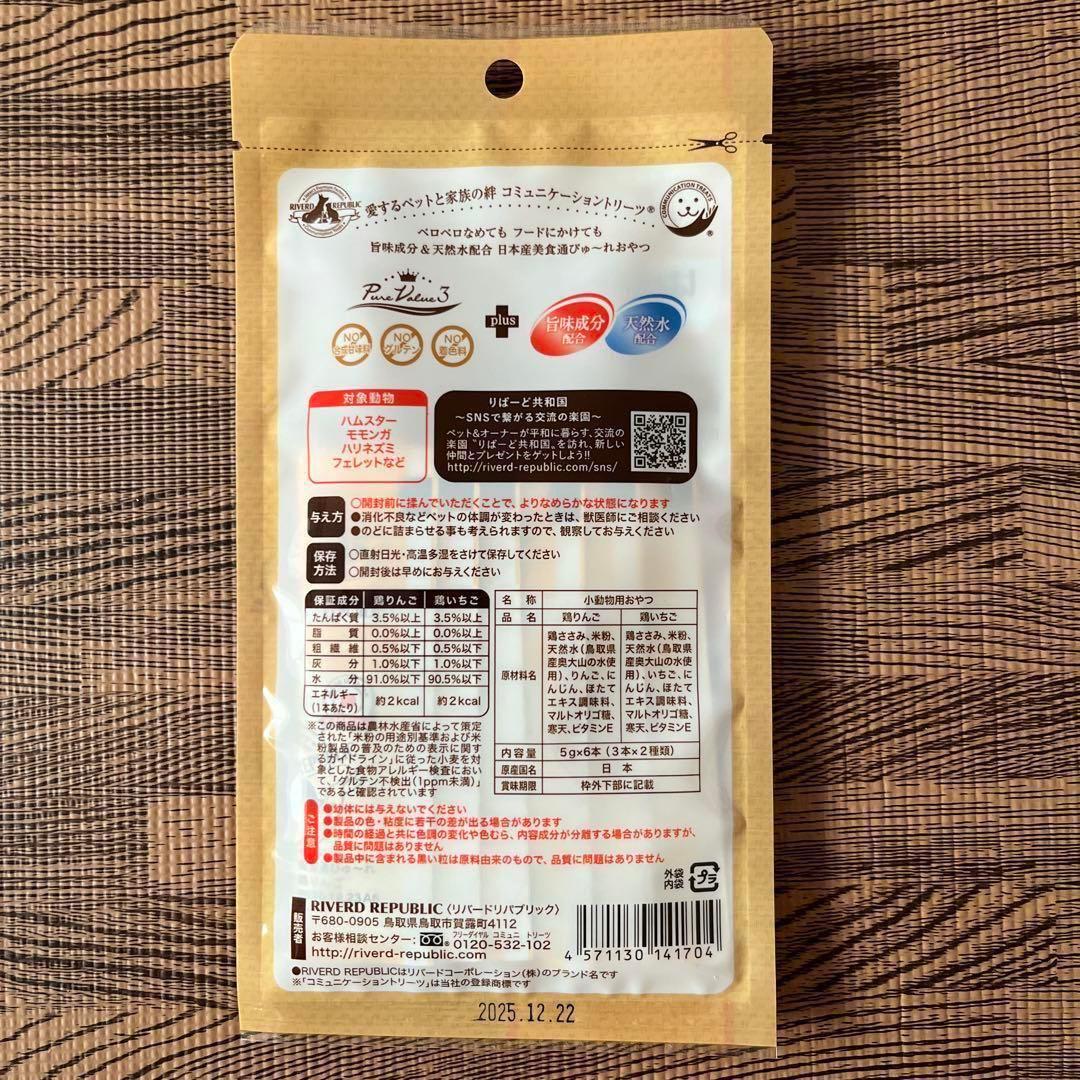 RIVERD REPUBLIC
愛するペットと家族の絆 コミュニケーショントリーツ®
COMMUNICATION TREATS
ペロペロなめても フードにかけても
旨味成分&天然水配合 日本産美食通ぴゅ〜れおやつ
Pure Value 3
plus
旨味成分
配合
天然水
配合
NO
合成甘味料
NO
グルテン
NO
着色料
対象動物
ハムスター
モモンガ
ハリネズミ
フェレットなど
りばーど共和国
〜SNSで繋がる交流の楽園〜
ペット&オーナーが平和に暮らす、交流の
楽園〝りばーど共和国〟を訪れ、新しい
仲間とプレゼントをゲットしよう!!
http://riverd-republic.com/sns/
与え方
○開封前に揉んでいただくことで、よりなめらかな状態になります
●消化不良などペットの体調が変わったときは、獣医師にご相談ください
●のどに詰まらせる事も考えられますので、観察してお与えください
保存
方法
○直射日光・高温多湿をさけて保存してください
○開封後は早めにお与えください
保証成分 鶏りんご 鶏いちご
たんぱく質 3.5%以上 3.5%以上
脂質 0.0%以上 0.0%以上
粗繊維 0.5%以下 0.5%以下
灰分 1.0%以下 1.0%以下
水分 91.0%以下 90.5%以下
エネルギー
(1本あたり) 約2kcal 約2kcal
※この商品は農林水産省によって策定
された「米粉の用途別基準および米
粉製品の普及のための表示に関す
るガイドライン」に従った小麦を対
象とした食物アレルギー検査におい
て、「グルテン不検出(1ppm未満)」
であると確認されています
名称 小動物用おやつ
品名 鶏りんご 鶏いちご
原材料名
鶏ささみ、米粉、
天然水(鳥取県
産奥大山の水使
用)、りんご、に
んじん、ほたて
エキス調味料、
マルトオリゴ糖、
寒天、ビタミンE
鶏ささみ、米粉、
天然水(鳥取県
産奥大山の水使
用)、いちご、に
んじん、ほたて
エキス調味料、
マルトオリゴ糖、
寒天、ビタミンE
内容量 5g×6本(3本×2種類)
原産国名 日本
賞味期限 枠外下部に記載
ご注意
●幼体には与えないでください
●製品の色・粘度に若干の差が出る場合があります
●時間の経過と共に色調の変化や色むら、内容成分が分離する場合がありますが、
品質に問題はありません
●製品中に含まれる黒い粒は原料由来のもので、品質に問題はありません
外袋
内袋
プラ
販売者
RIVERD REPUBLIC〈リバードリパブリック〉
〒680-0905 鳥取県鳥取市賀露町4112
フリーダイヤル コミュニ トリーツ
お客様相談センター: 0120-532-102
http://riverd-republic.com
4 571130 141704
●RIVERD REPUBLICはリバードコーポレーション(株)のブランド名です
※「コミュニケーショントリーツ」は当社の登録商標です
2025.12.22